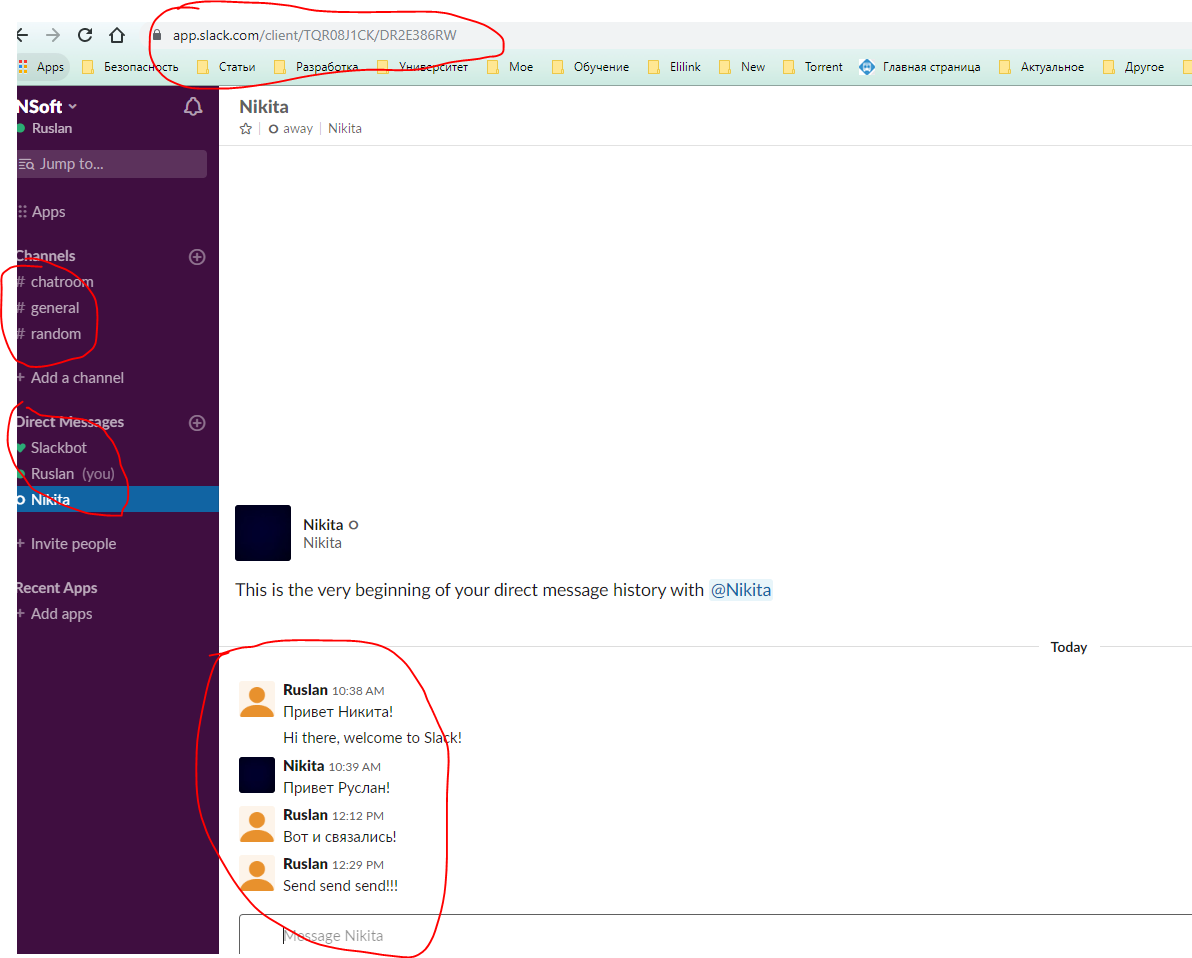 app.slack.com/client/TQR08J1CK/DR2E386RW
Apps Безопасность Статьи Разработка Университет Мое Обучение Elilink New Torrent Главная страница Актуальное Другое
NSoft
Ruslan
Jump to...
Apps
Channels
# chatroom
# general
# random
+ Add a channel
Direct Messages
Slackbot
Ruslan (you)
Nikita
+ Invite people
Recent Apps
+ Add apps
Nikita
away | Nikita
Nikita
Nikita
This is the very beginning of your direct message history with @Nikita
Today
Ruslan 10:38 AM
Привет Никита!
Hi there, welcome to Slack!
Nikita 10:39 AM
Привет Руслан!
Ruslan 12:12 PM
Вот и связались!
Ruslan 12:29 PM
Send send send!!!
Message Nikita